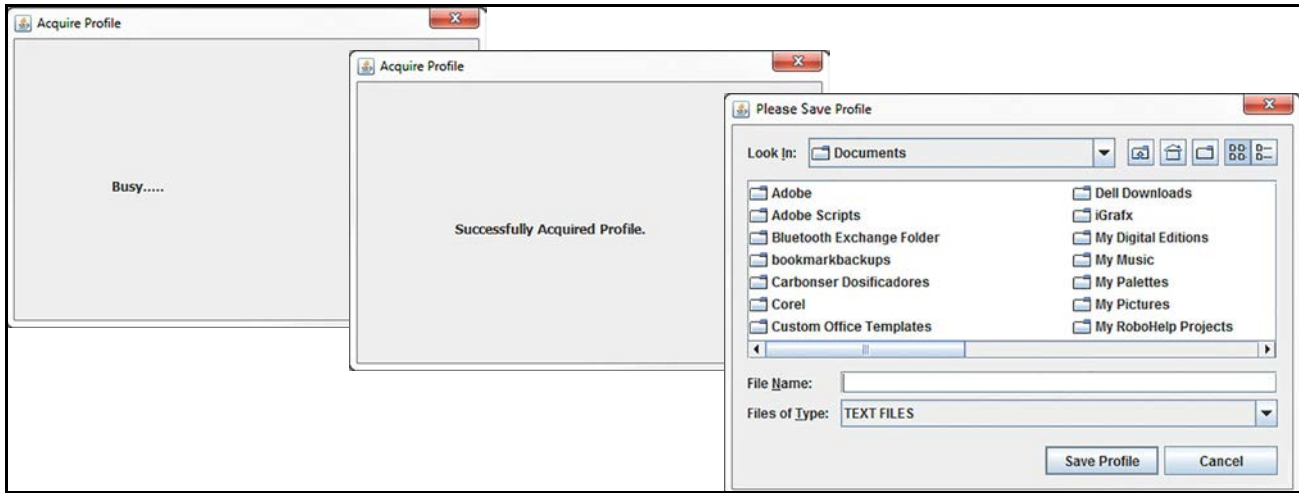 Acquire Profile
Busy.....
Acquire Profile
Successfully Acquired Profile.
Please Save Profile
Look In: Documents
Adobe Dell Downloads
Adobe Scripts iGrafx
Bluetooth Exchange Folder My Digital Editions
bookmarkbackups My Music
Carbonser Dosificadores My Palettes
Corel My Pictures
Custom Office Templates My RoboHelp Projects
File Name:
Files of Type: TEXT FILES
Save Profile Cancel